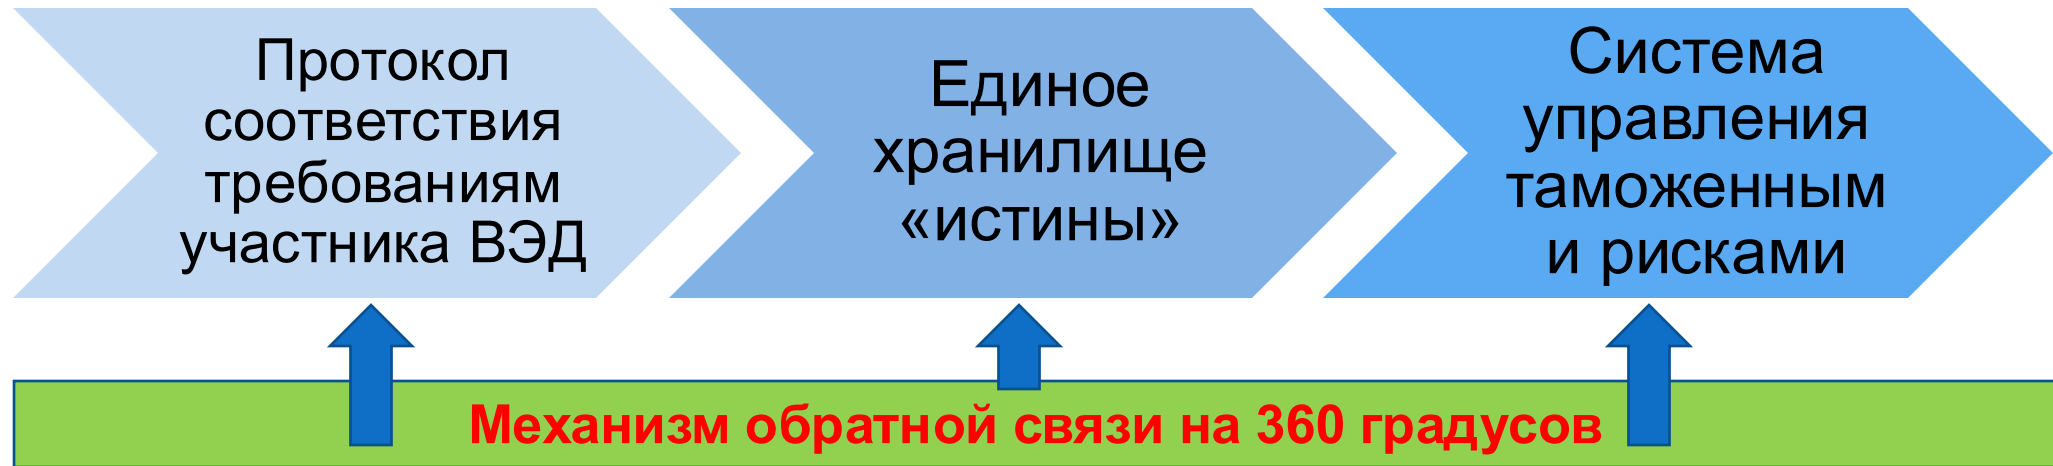 Протокол
соответствия
требованиям
участника ВЭД
Единое
хранилище
«истины»
Система
управления
таможенным
и рисками
Механизм обратной связи на 360 градусов